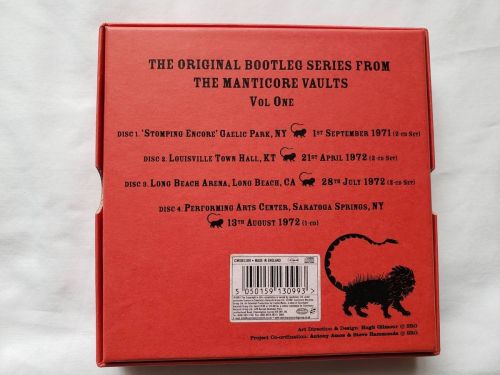 THE ORIGINAL BOOTLEG SERIES FROM
THE MANTICORE VAULTS
VOL ONE
DISC 1. 'STOMPING ENCORE' GAELIC PARK, NY 1ST SEPTEMBER 1971 (2-CD SET)
DISC 2. LOUISVILLE TOWN HALL, KT 21ST APRIL 1972 (2-CD SET)
DISC 3. LONG BEACH ARENA, LONG BEACH, CA 28TH JULY 1972 (2-CD SET)
DISC 4. PERFORMING ARTS CENTER, SARATOGA SPRINGS, NY
13TH AUGUST 1972 (1-CD)
MADE IN ENGLAND
5 050159 130993 >
Art Direction & Design: Hugh Gilmour
Project Co-ordination: Antony Amos & Steve Hammonds